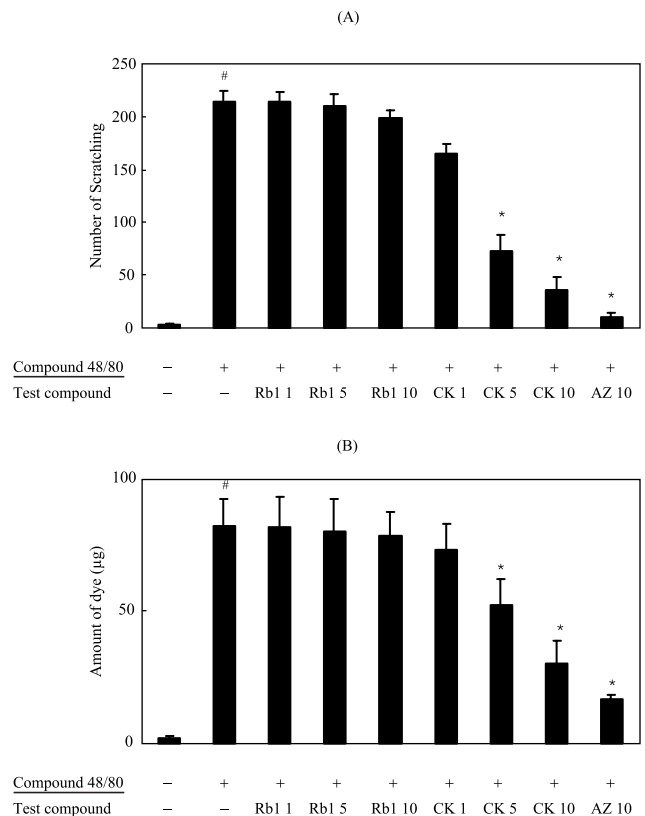 (A)
250
#
200
150
*
100
*
50
*
0
Number of Scratching
Compound 48/80 – + + + + + + + +
Test compound – – Rb1 1 Rb1 5 Rb1 10 CK 1 CK 5 CK 10 AZ 10
(B)
100
#
*
50
*
*
0
Amount of dye (μg)
Compound 48/80 – + + + + + + + +
Test compound – – Rb1 1 Rb1 5 Rb1 10 CK 1 CK 5 CK 10 AZ 10